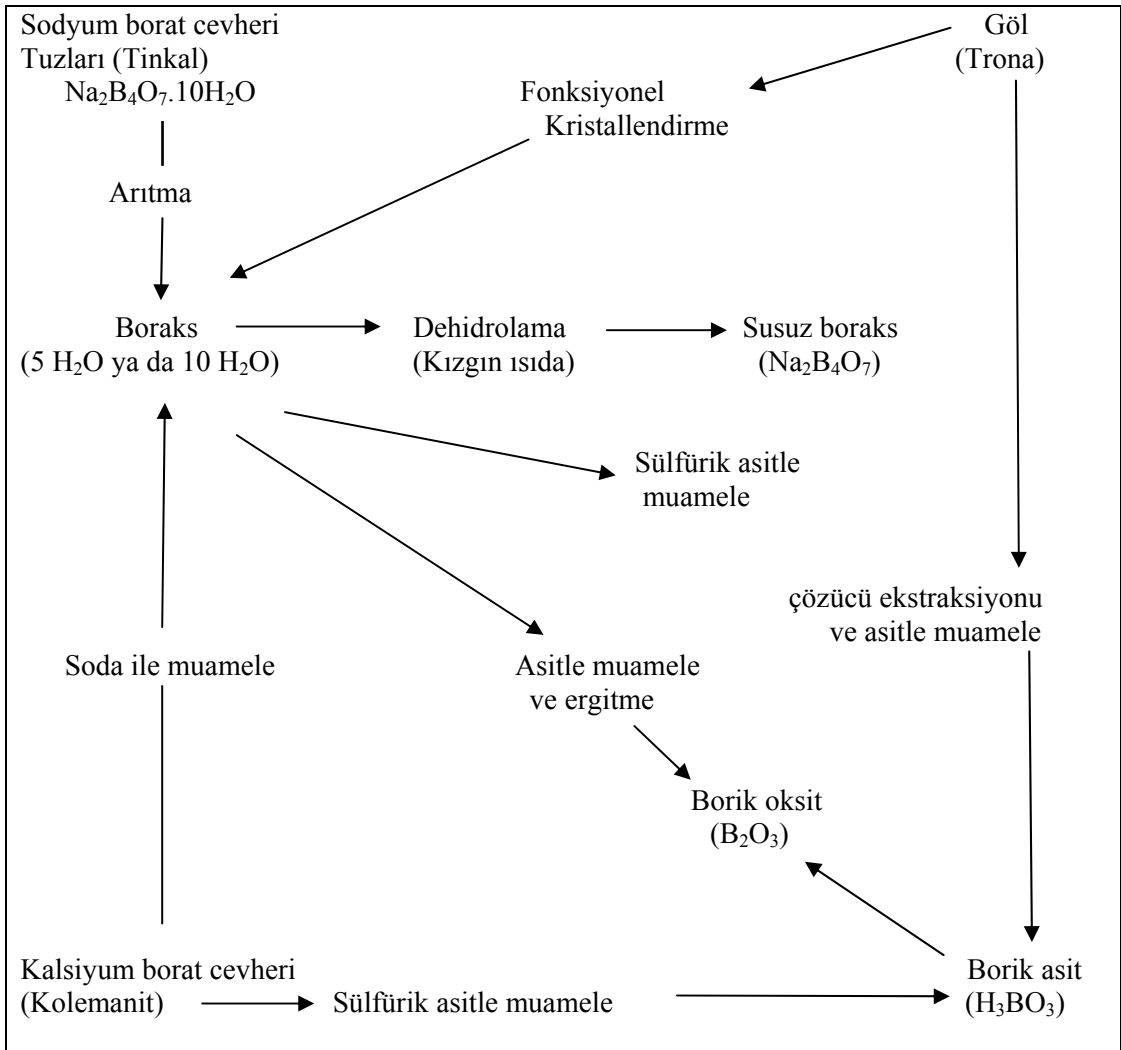 Sodyum borat cevheri
Tuzları (Tinkal)
Na₂B₄O₇.10H₂O
Göl
(Trona)
Fonksiyonel
Kristallendirme
Arıtma
Boraks
(5 H₂O ya da 10 H₂O)
Dehidrolama
(Kızgın ısıda)
Susuz boraks
(Na₂B₄O₇)
Sülfürik asitle
muamele
çözücü ekstraksiyonu
ve asitle muamele
Soda ile muamele
Asitle muamele
ve ergitme
Borik oksit
(B₂O₃)
Kalsiyum borat cevheri
(Kolemanit)
Sülfürik asitle muamele
Borik asit
(H₃BO₃)